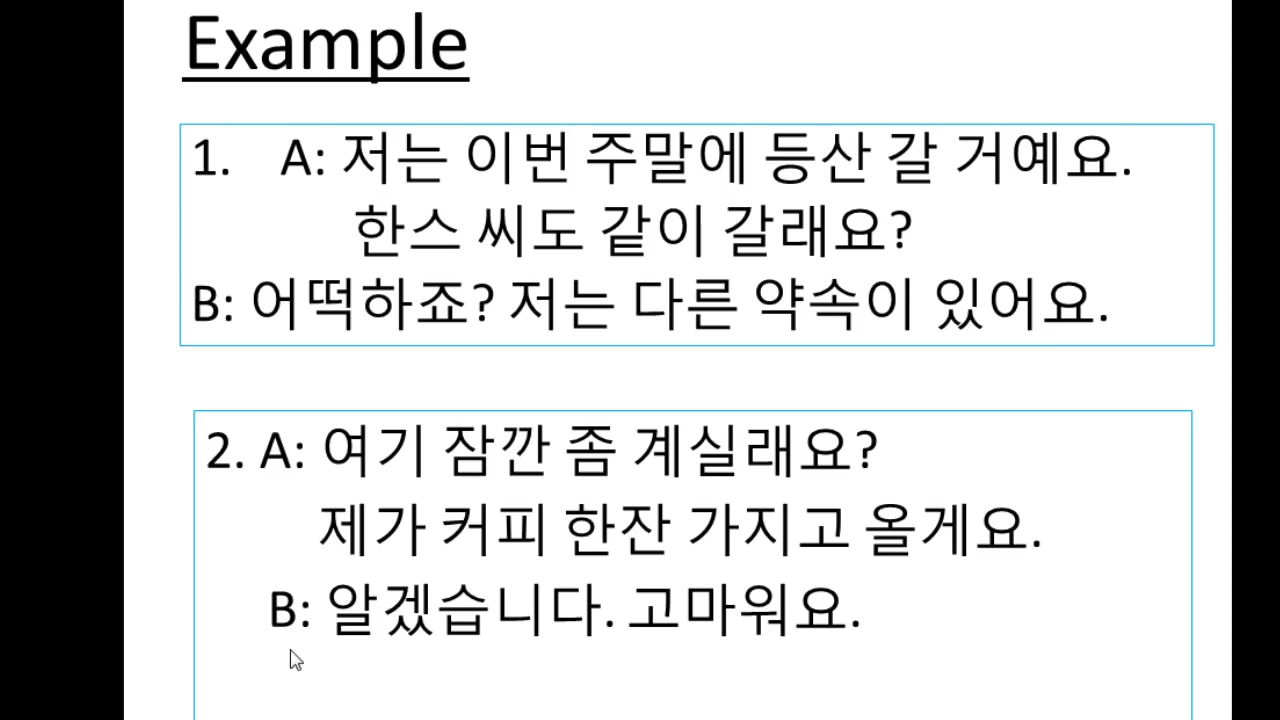 Example
1. A: 저는 이번 주말에 등산 갈 거예요.
한스 씨도 같이 갈래요?
B: 어떡하죠? 저는 다른 약속이 있어요.
2. A: 여기 잠깐 좀 계실래요?
제가 커피 한잔 가지고 올게요.
B: 알겠습니다. 고마워요.